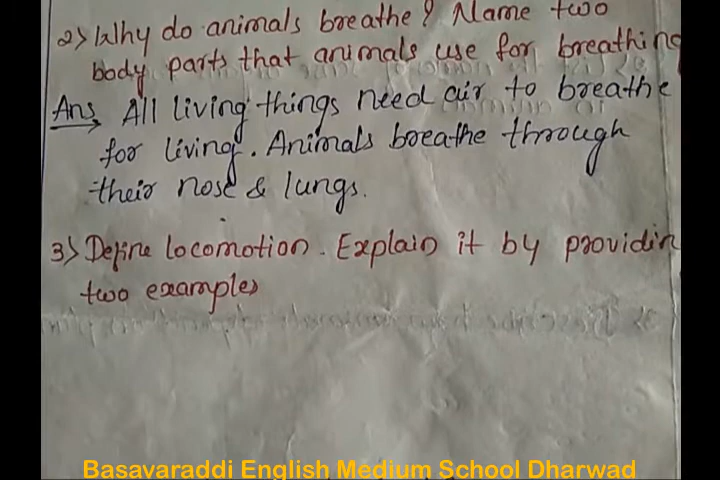 2) Why do animals breathe? Name two
body parts that animals use for breathing
Ans, All living things need air to breathe
for living. Animals breathe through
their nose & lungs.
3) Define locomotion. Explain it by providin
two examples
Basavaraddi English Medium School Dharwad